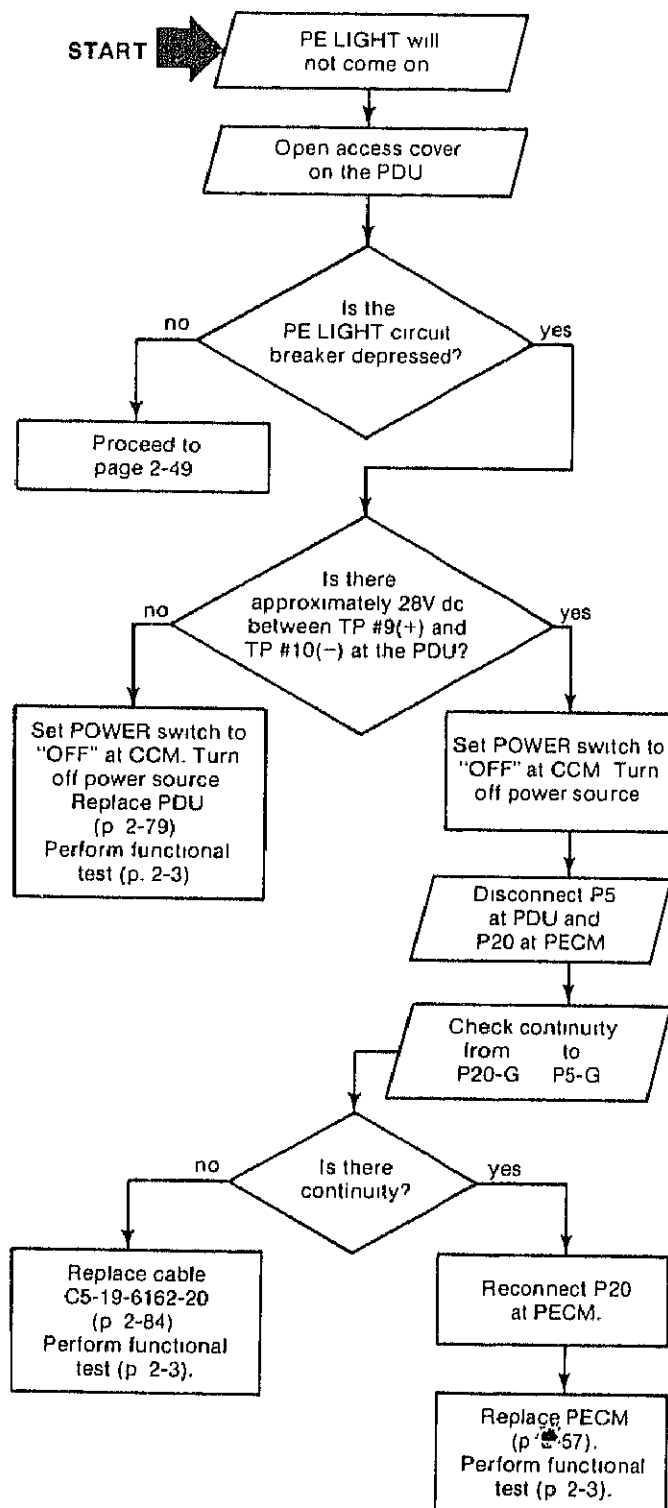 START
PE LIGHT will
not come on
Open access cover
on the PDU
Is the
PE LIGHT circuit
breaker depressed?
no
yes
Proceed to
page 2-49
Is there
approximately 28V dc
between TP #9(+) and
TP #10(−) at the PDU?
no
yes
Set POWER switch to
"OFF" at CCM. Turn
off power source
Replace PDU
(p 2-79)
Perform functional
test (p. 2-3)
Set POWER switch to
"OFF" at CCM Turn
off power source
Disconnect P5
at PDU and
P20 at PECM
Check continuity
from to
P20-G P5-G
Is there
continuity?
no
yes
Replace cable
C5-19-6162-20
(p 2-84)
Perform functional
test (p 2-3).
Reconnect P20
at PECM.
Replace PECM
(p 57).
Perform functional
test (p 2-3).